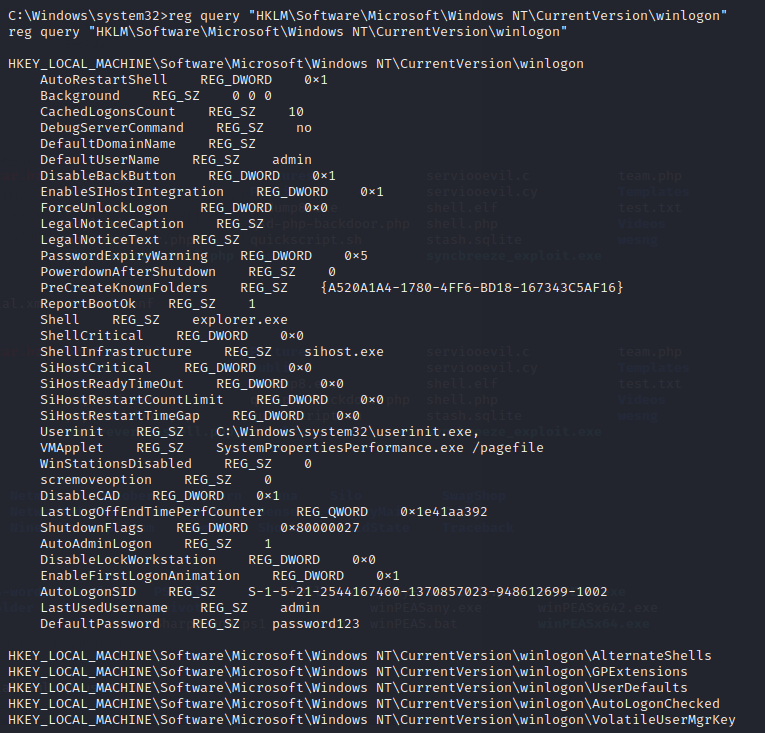 C:\Windows\system32>reg query "HKLM\Software\Microsoft\Windows NT\CurrentVersion\winlogon"
reg query "HKLM\Software\Microsoft\Windows NT\CurrentVersion\winlogon"
HKEY_LOCAL_MACHINE\Software\Microsoft\Windows NT\CurrentVersion\winlogon
AutoRestartShell    REG_DWORD    0×1
Background    REG_SZ    0 0 0
CachedLogonsCount    REG_SZ    10
DebugServerCommand    REG_SZ    no
DefaultDomainName    REG_SZ
DefaultUserName    REG_SZ    admin
DisableBackButton    REG_DWORD    0×1
EnableSIHostIntegration    REG_DWORD    0×1
ForceUnlockLogon    REG_DWORD    0×0
LegalNoticeCaption    REG_SZ
LegalNoticeText    REG_SZ
PasswordExpiryWarning    REG_DWORD    0×5
PowerdownAfterShutdown    REG_SZ    0
PreCreateKnownFolders    REG_SZ    {A520A1A4-1780-4FF6-BD18-167343C5AF16}
ReportBootOk    REG_SZ    1
Shell    REG_SZ    explorer.exe
ShellCritical    REG_DWORD    0×0
ShellInfrastructure    REG_SZ    sihost.exe
SiHostCritical    REG_DWORD    0×0
SiHostReadyTimeOut    REG_DWORD    0×0
SiHostRestartCountLimit    REG_DWORD    0×0
SiHostRestartTimeGap    REG_DWORD    0×0
Userinit    REG_SZ    C:\Windows\system32\userinit.exe,
VMApplet    REG_SZ    SystemPropertiesPerformance.exe /pagefile
WinStationsDisabled    REG_SZ    0
scremoveoption    REG_SZ    0
DisableCAD    REG_DWORD    0×1
LastLogOffEndTimePerfCounter    REG_QWORD    0×1e41aa392
ShutdownFlags    REG_DWORD    0×80000027
AutoAdminLogon    REG_SZ    1
DisableLockWorkstation    REG_DWORD    0×0
EnableFirstLogonAnimation    REG_DWORD    0×1
AutoLogonSID    REG_SZ    S-1-5-21-2544167460-1370857023-948612699-1002
LastUsedUsername    REG_SZ    admin
DefaultPassword    REG_SZ    password123
HKEY_LOCAL_MACHINE\Software\Microsoft\Windows NT\CurrentVersion\winlogon\AlternateShells
HKEY_LOCAL_MACHINE\Software\Microsoft\Windows NT\CurrentVersion\winlogon\GPExtensions
HKEY_LOCAL_MACHINE\Software\Microsoft\Windows NT\CurrentVersion\winlogon\UserDefaults
HKEY_LOCAL_MACHINE\Software\Microsoft\Windows NT\CurrentVersion\winlogon\AutoLogonChecked
HKEY_LOCAL_MACHINE\Software\Microsoft\Windows NT\CurrentVersion\winlogon\VolatileUserMgrKey